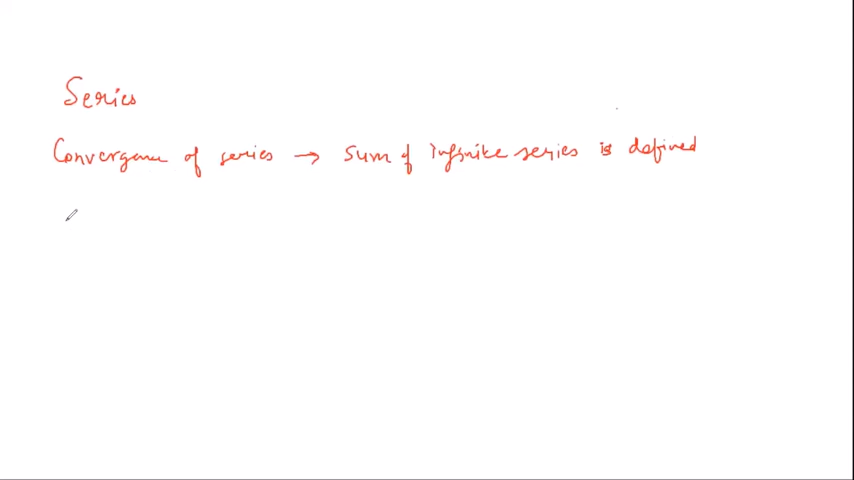 Series
Convergence of series → sum of infinite series is defined